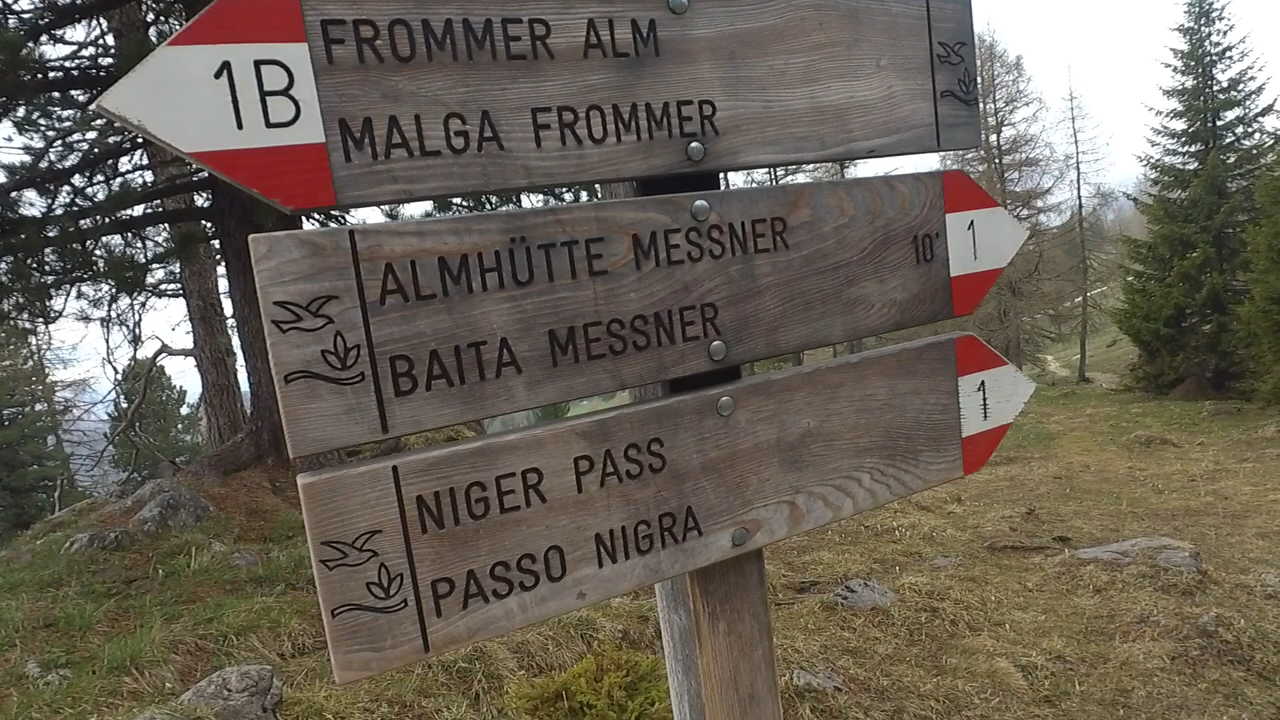 1B
FROMMER ALM
MALGA FROMMER
ALMHÜTTE MESSNER 10' 1
BAITA MESSNER
NIGER PASS 1
PASSO NIGRA